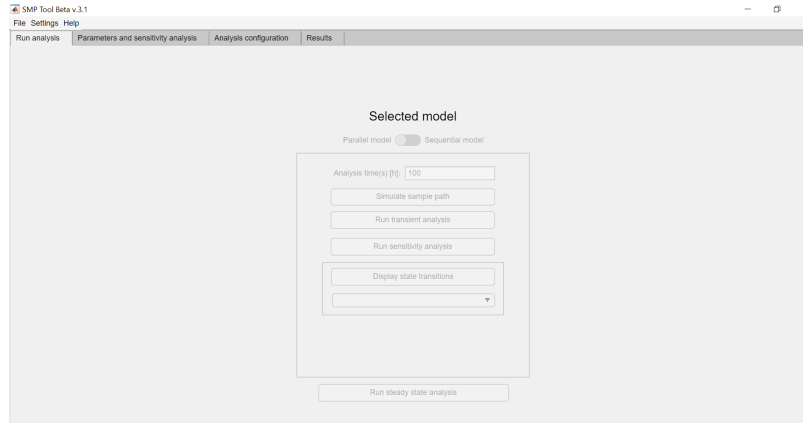 SMP Tool Beta v.3.1
File Settings Help
Run analysis Parameters and sensitivity analysis Analysis configuration Results
Selected model
Parallel model Sequential model
Analysis time(s) [h]: 100
Simulate sample path
Run transient analysis
Run sensitivity analysis
Display state transitions
Run steady state analysis